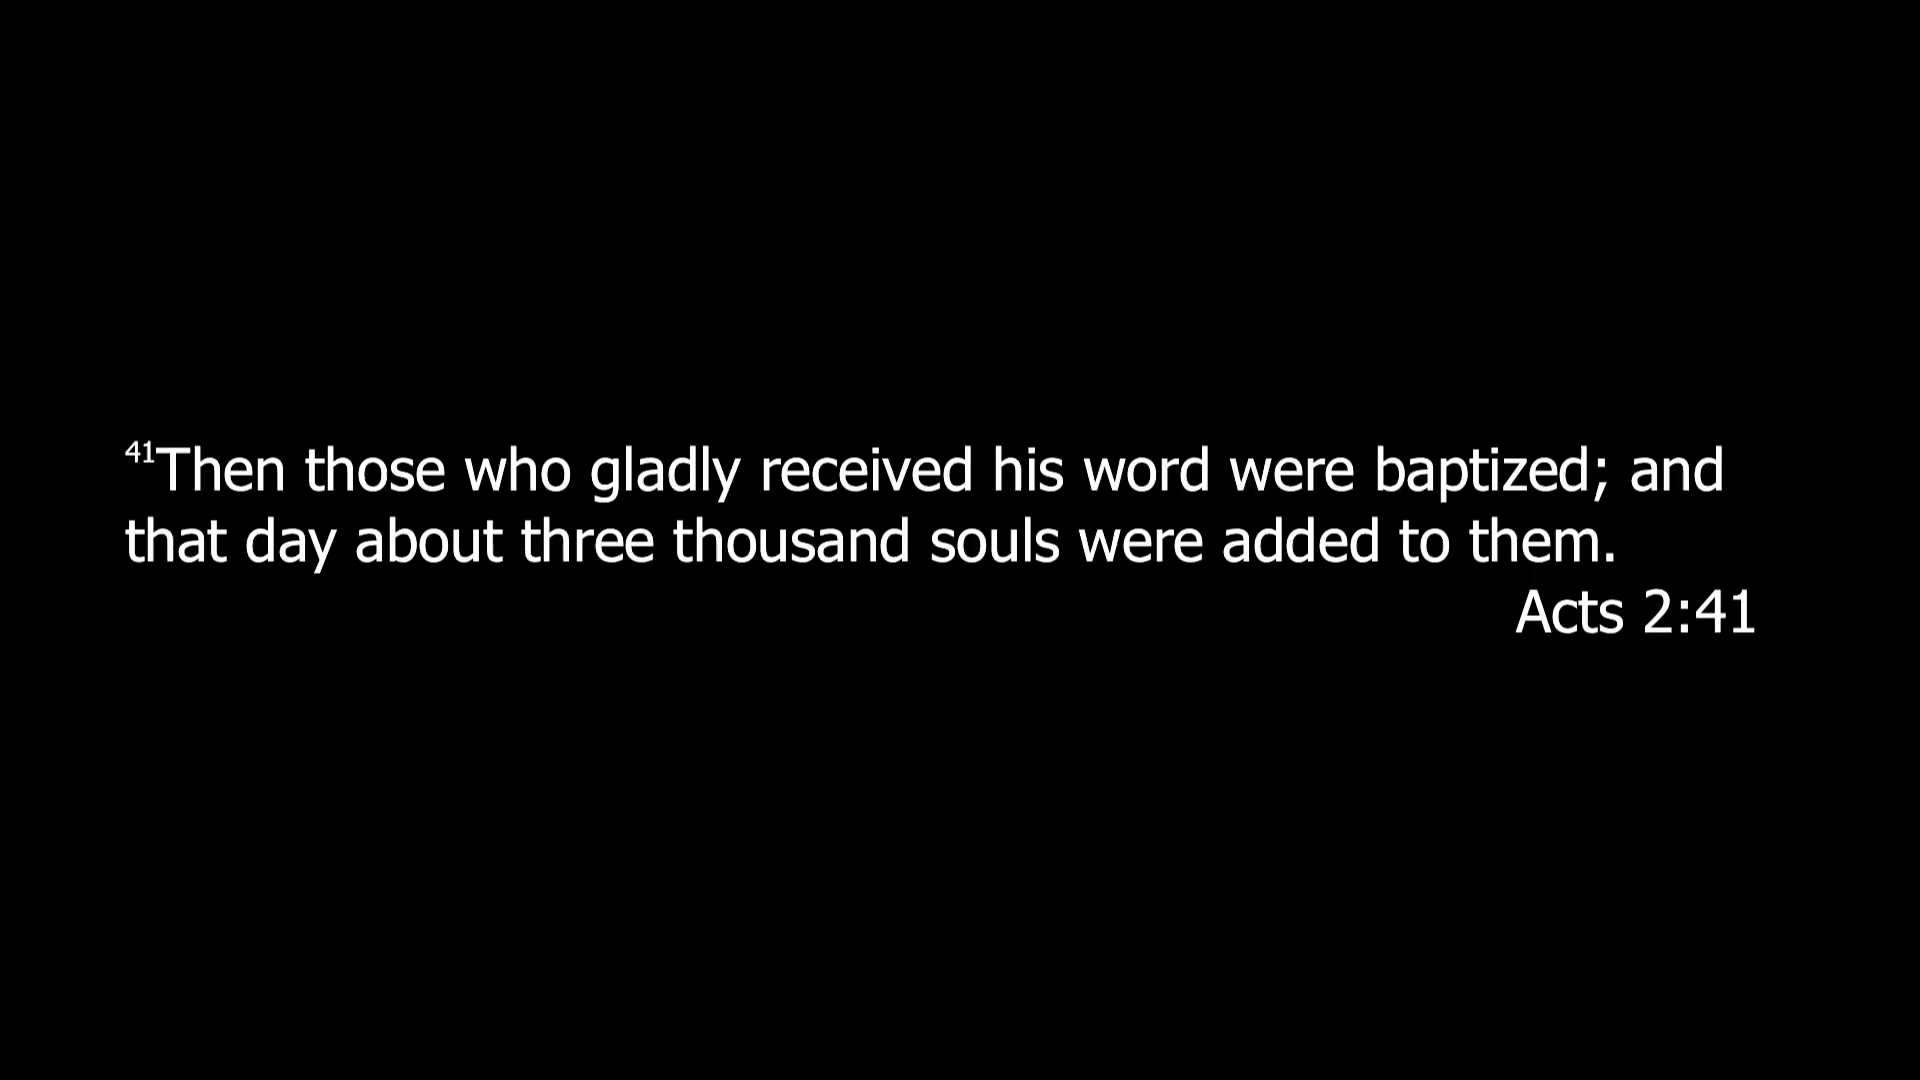 41Then those who gladly received his word were baptized; and
that day about three thousand souls were added to them.
Acts 2:41